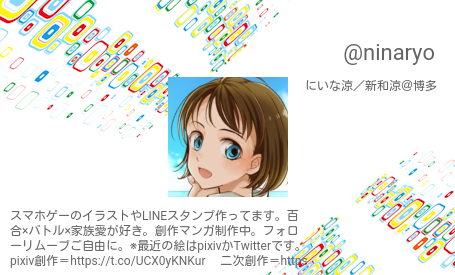 @ninaryo
にいな涼／新和涼＠博多
スマホゲーのイラストやLINEスタンプ作ってます。百
合×バトル×家族愛が好き。創作マンガ制作中。フォロ
ーリムーブご自由に。※最近の絵はpixivかTwitterです。
pixiv創作＝https://t.co/UCX0yKNKur　二次創作＝https